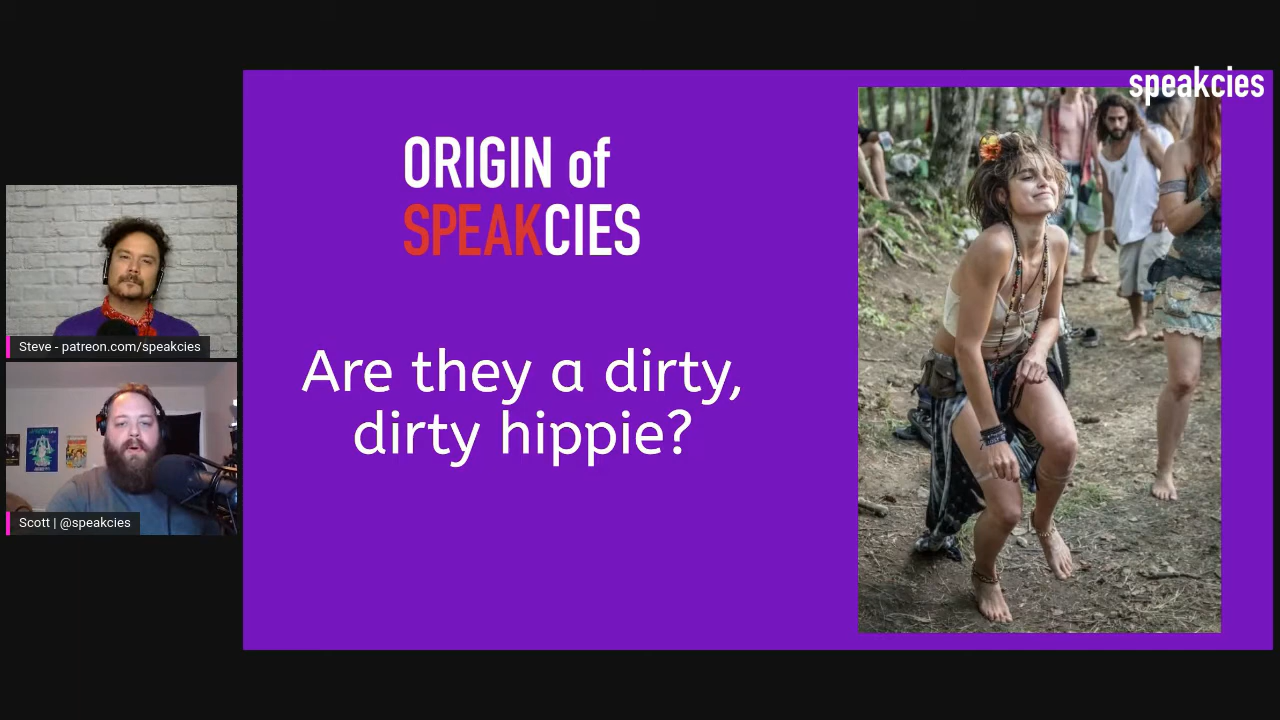 speakcies
ORIGIN of
SPEAKCIES
Are they a dirty,
dirty hippie?
Steve - patreon.com/speakcies
Scott | @speakcies